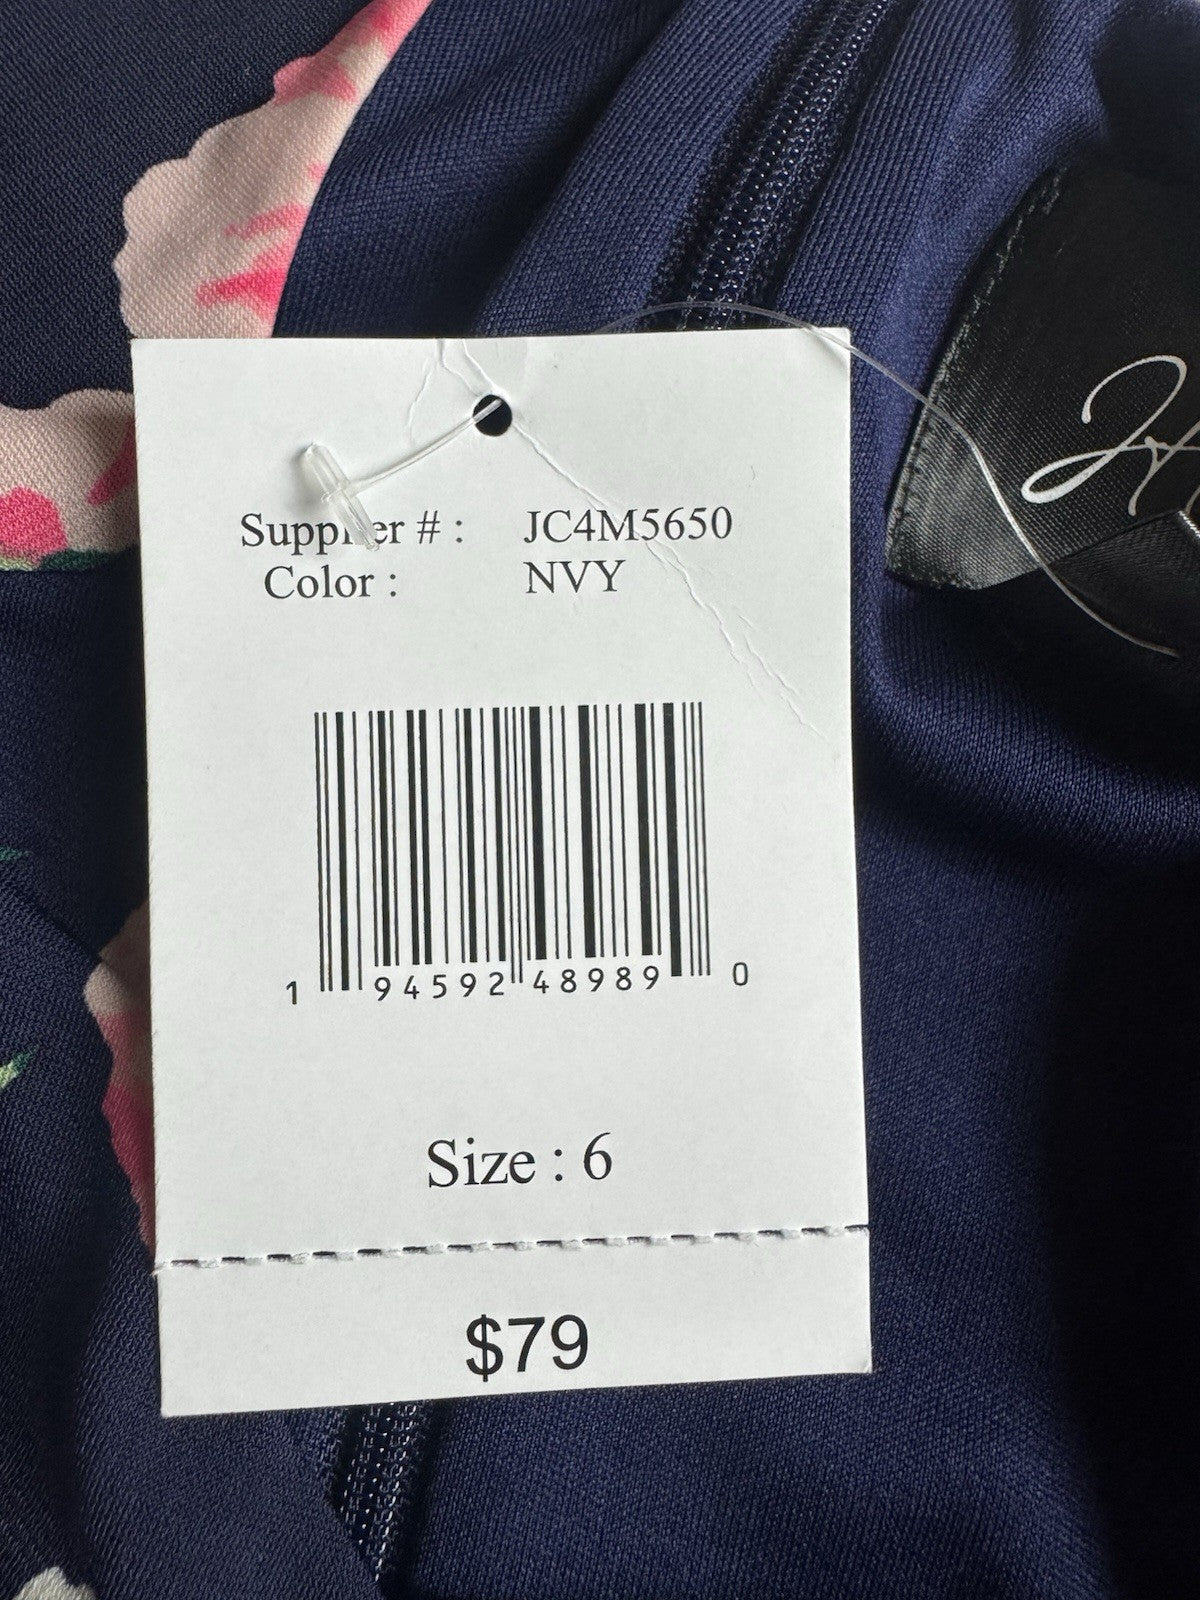 Supplier # : JC4M5650
Color : NVY
1 94592 48989 0
Size : 6
$79